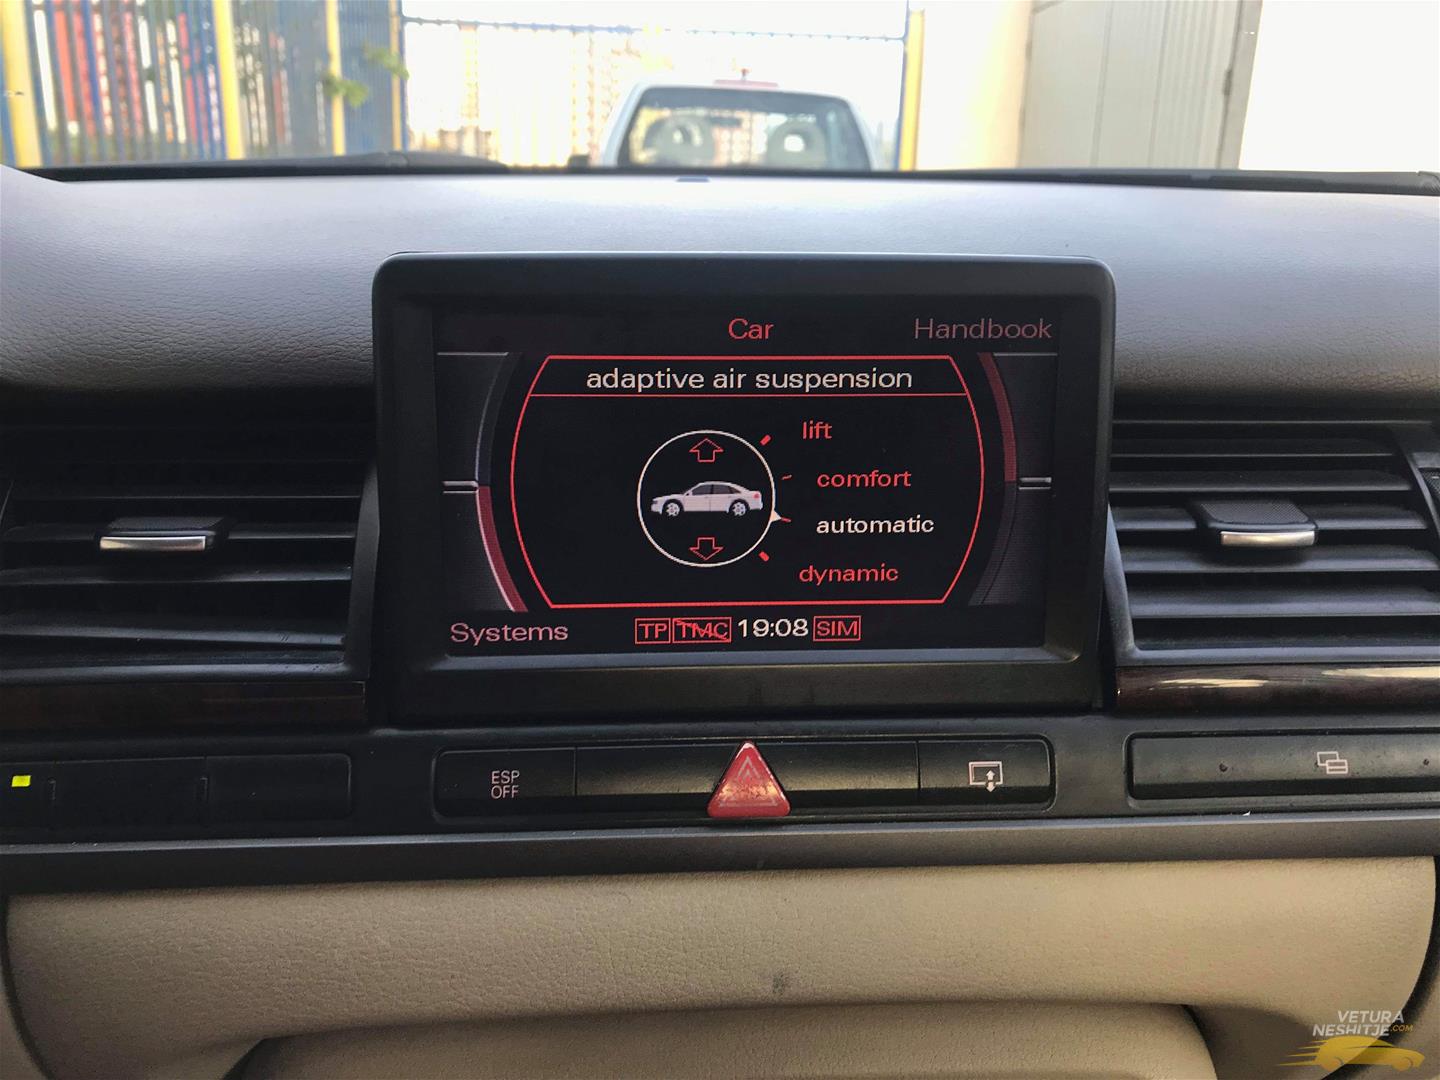 Car
Handbook
adaptive air suspension
lift
comfort
automatic
dynamic
Systems
TP TMC 19:08 SIM
ESP
OFF
VETURA
NESHITJE.COM